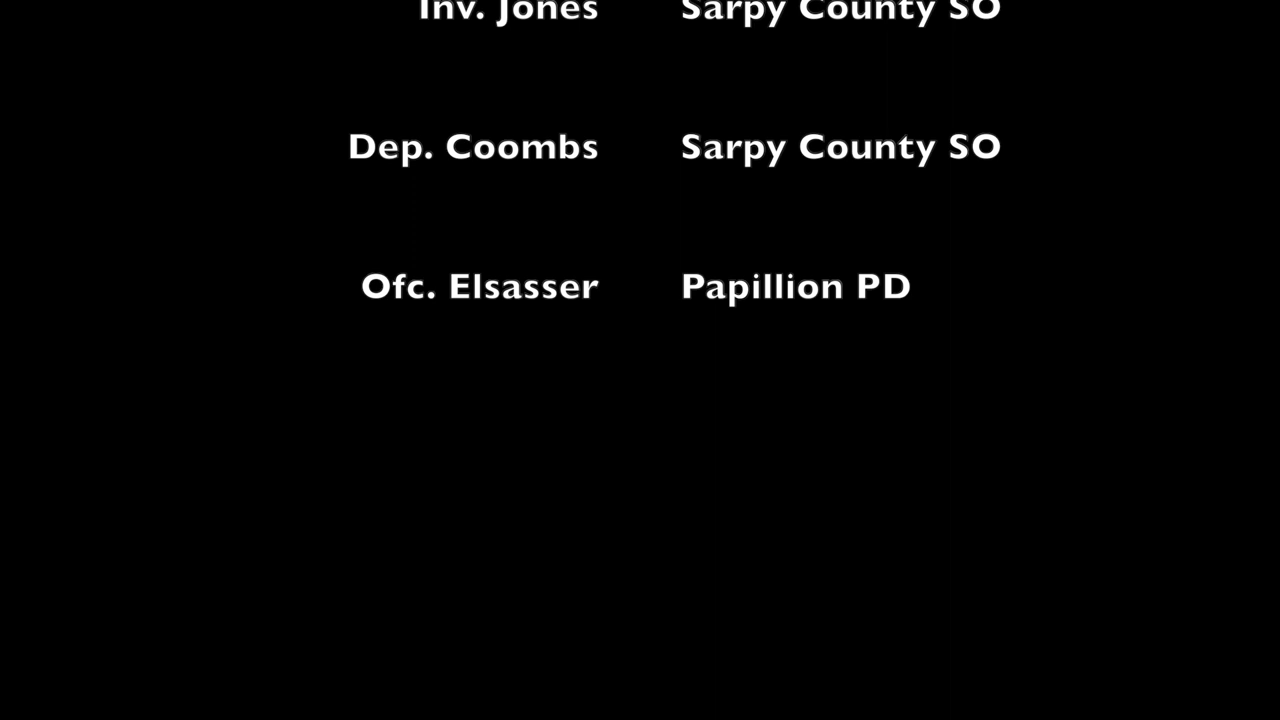 Inv. Jones Sarpy County SO
Dep. Coombs Sarpy County SO
Ofc. Elsasser Papillion PD